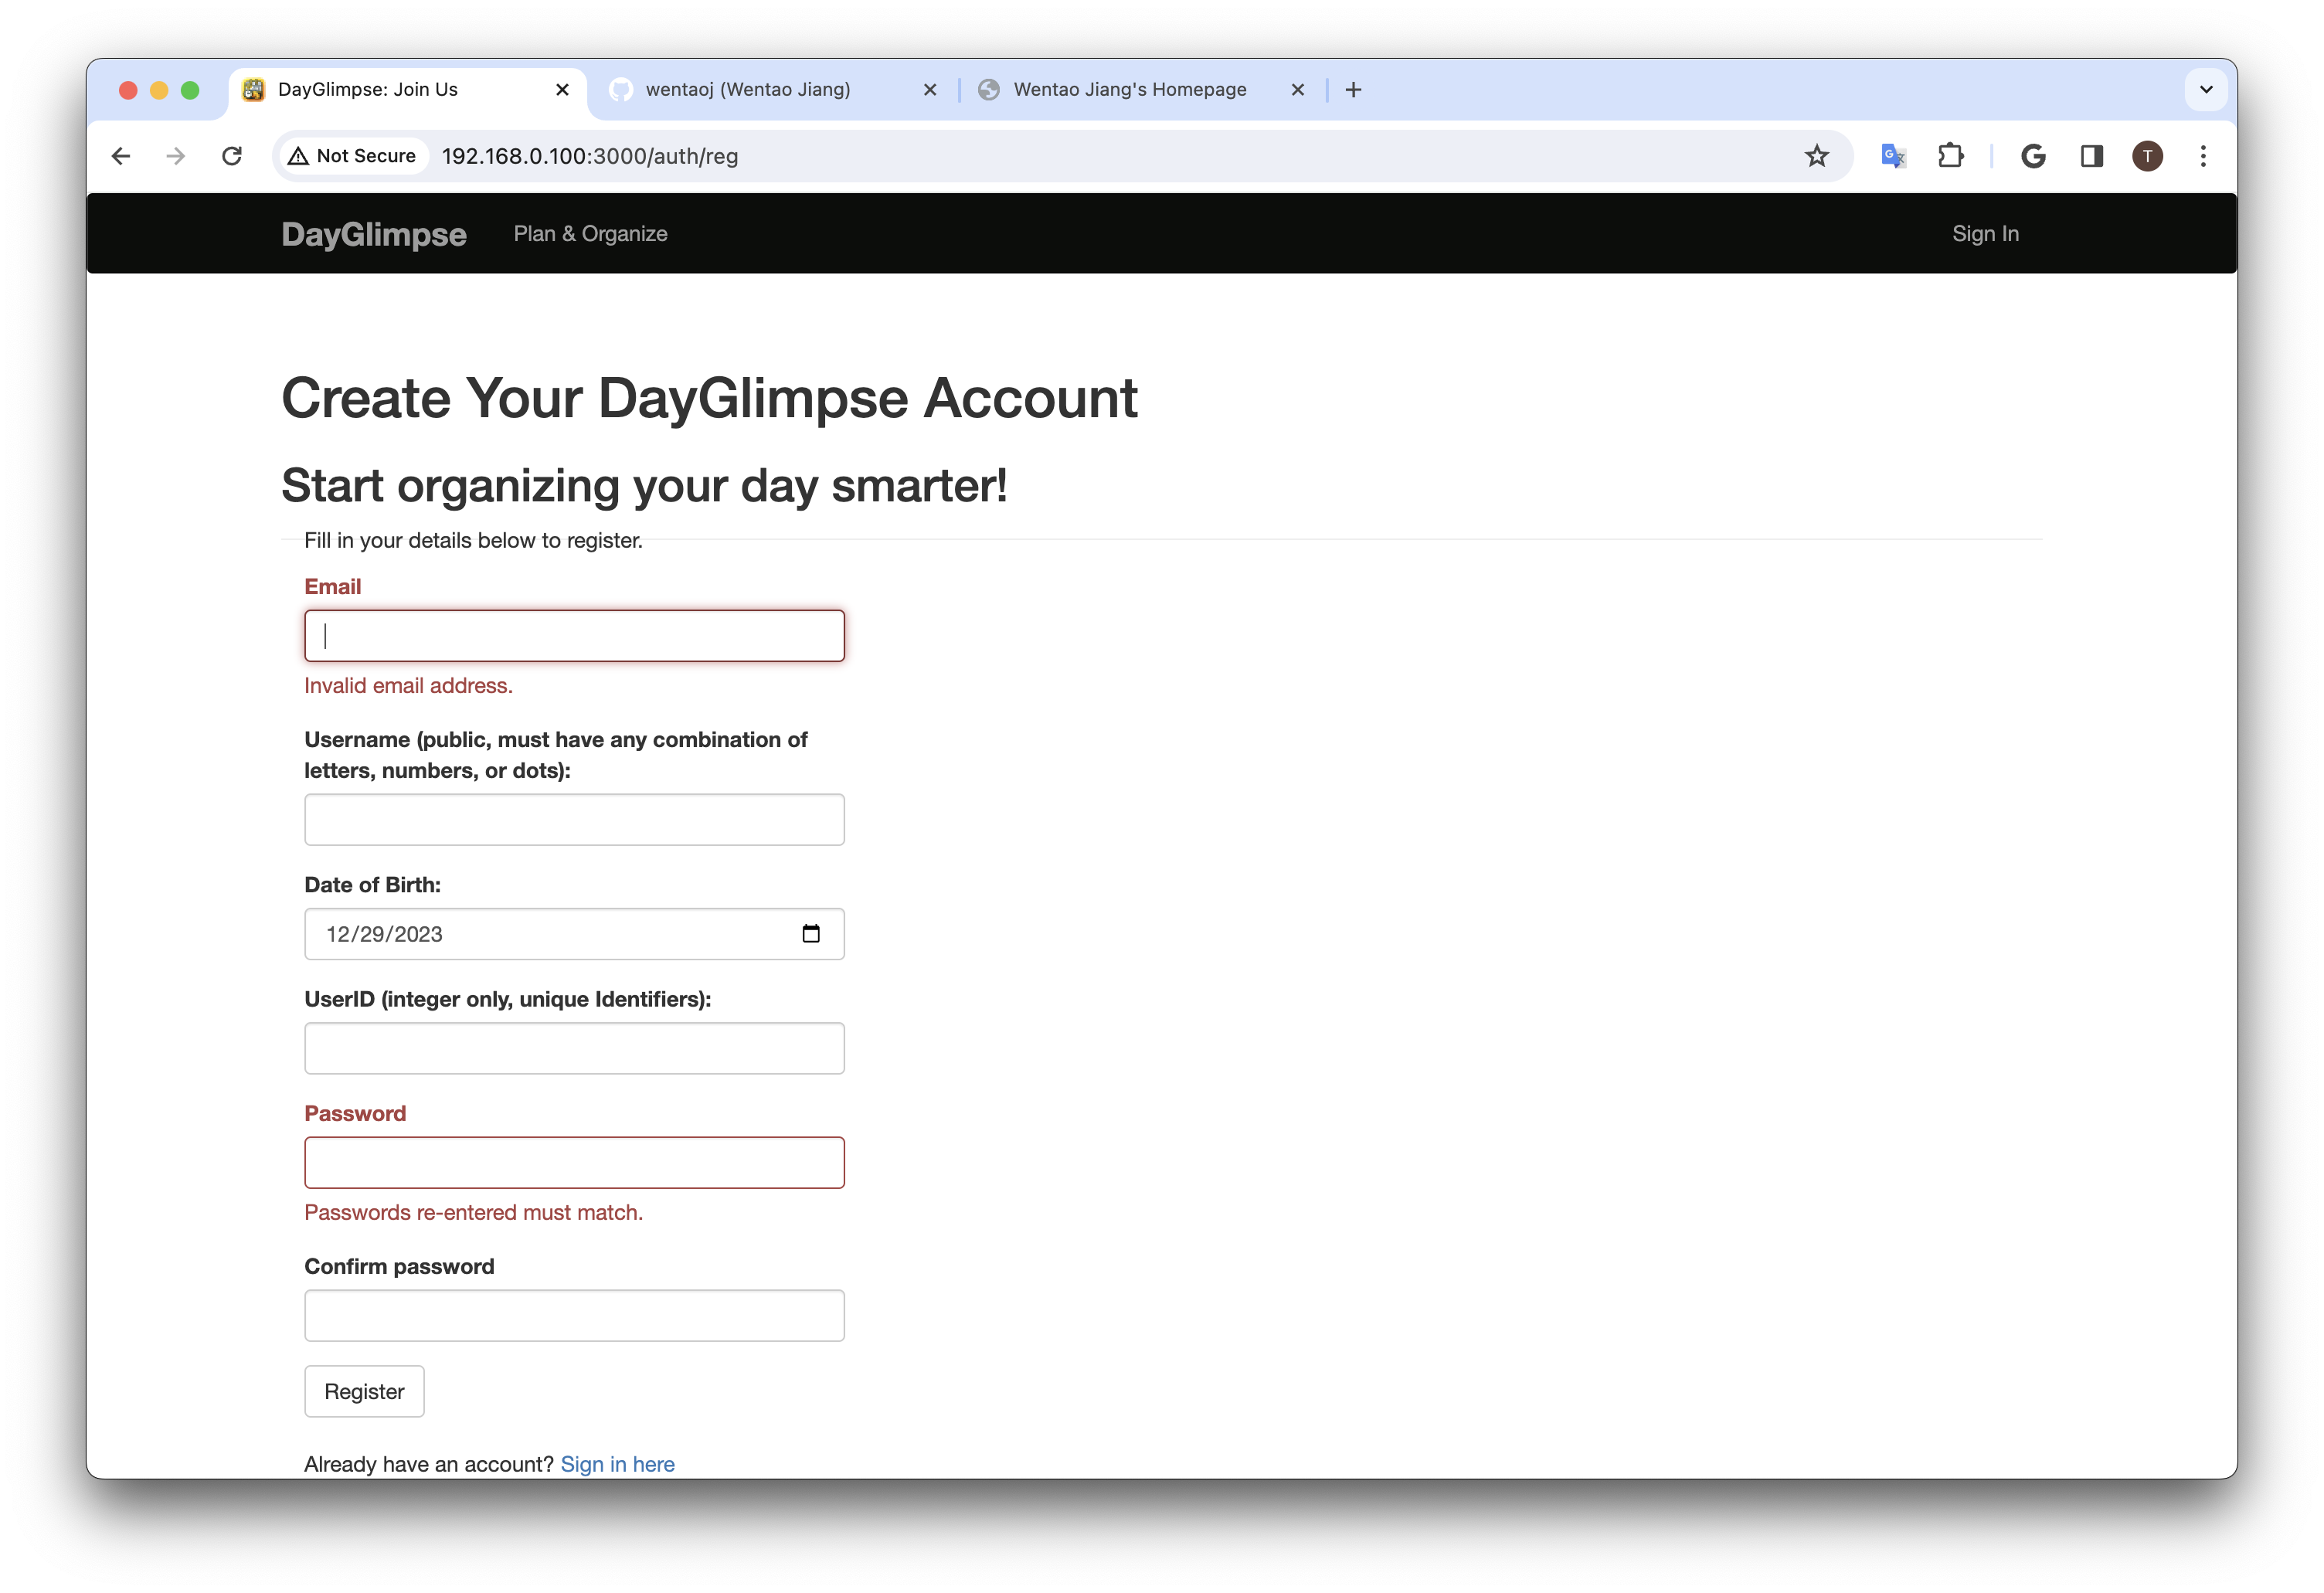 DayGlimpse: Join Us
wentaoj (Wentao Jiang)
Wentao Jiang's Homepage
Not Secure
192.168.0.100:3000/auth/reg
G
T
DayGlimpse
Plan & Organize
Sign In
Create Your DayGlimpse Account
Start organizing your day smarter!
Fill in your details below to register.
Email
Invalid email address.
Username (public, must have any combination of
letters, numbers, or dots):
Date of Birth:
12/29/2023
UserID (integer only, unique Identifiers):
Password
Passwords re-entered must match.
Confirm password
Register
Already have an account? Sign in here